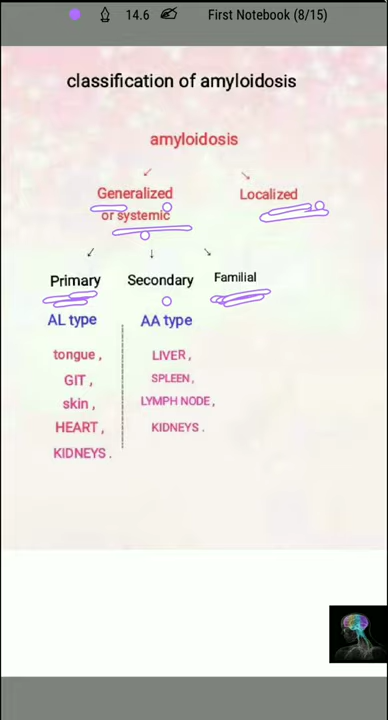 14.6 First Notebook (8/15)
classification of amyloidosis
amyloidosis
Generalized Localized
or systemic
Primary Secondary Familial
AL type AA type
tongue , LIVER ,
GIT , SPLEEN ,
skin , LYMPH NODE ,
HEART , KIDNEYS .
KIDNEYS .